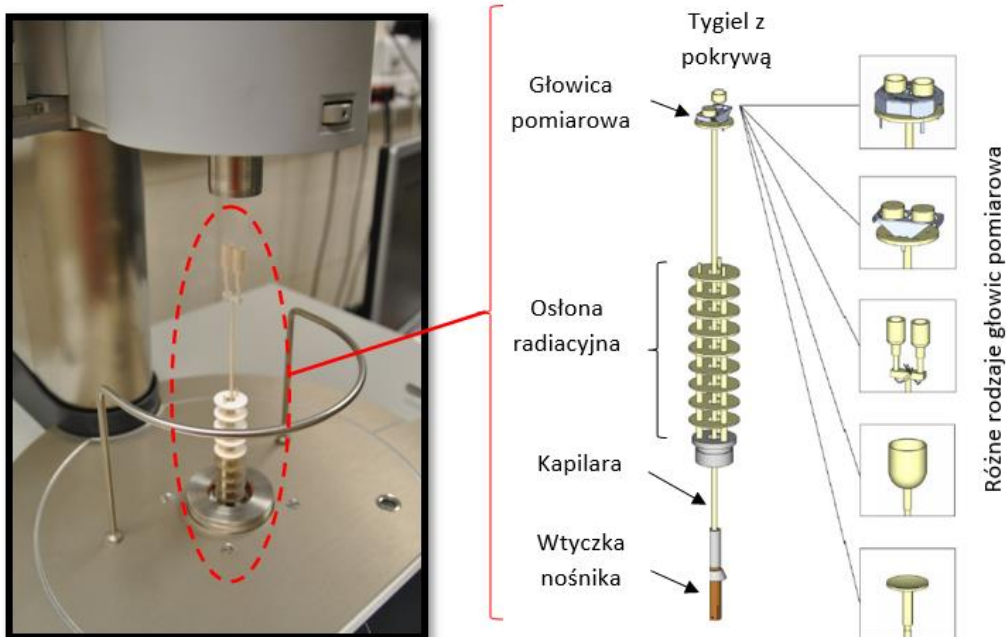 Tygiel z
pokrywą
Głowica
pomiarowa
Osłona
radiacyjna
Kapilara
Wtyczka
nośnika
Różne rodzaje głowic pomiarowa